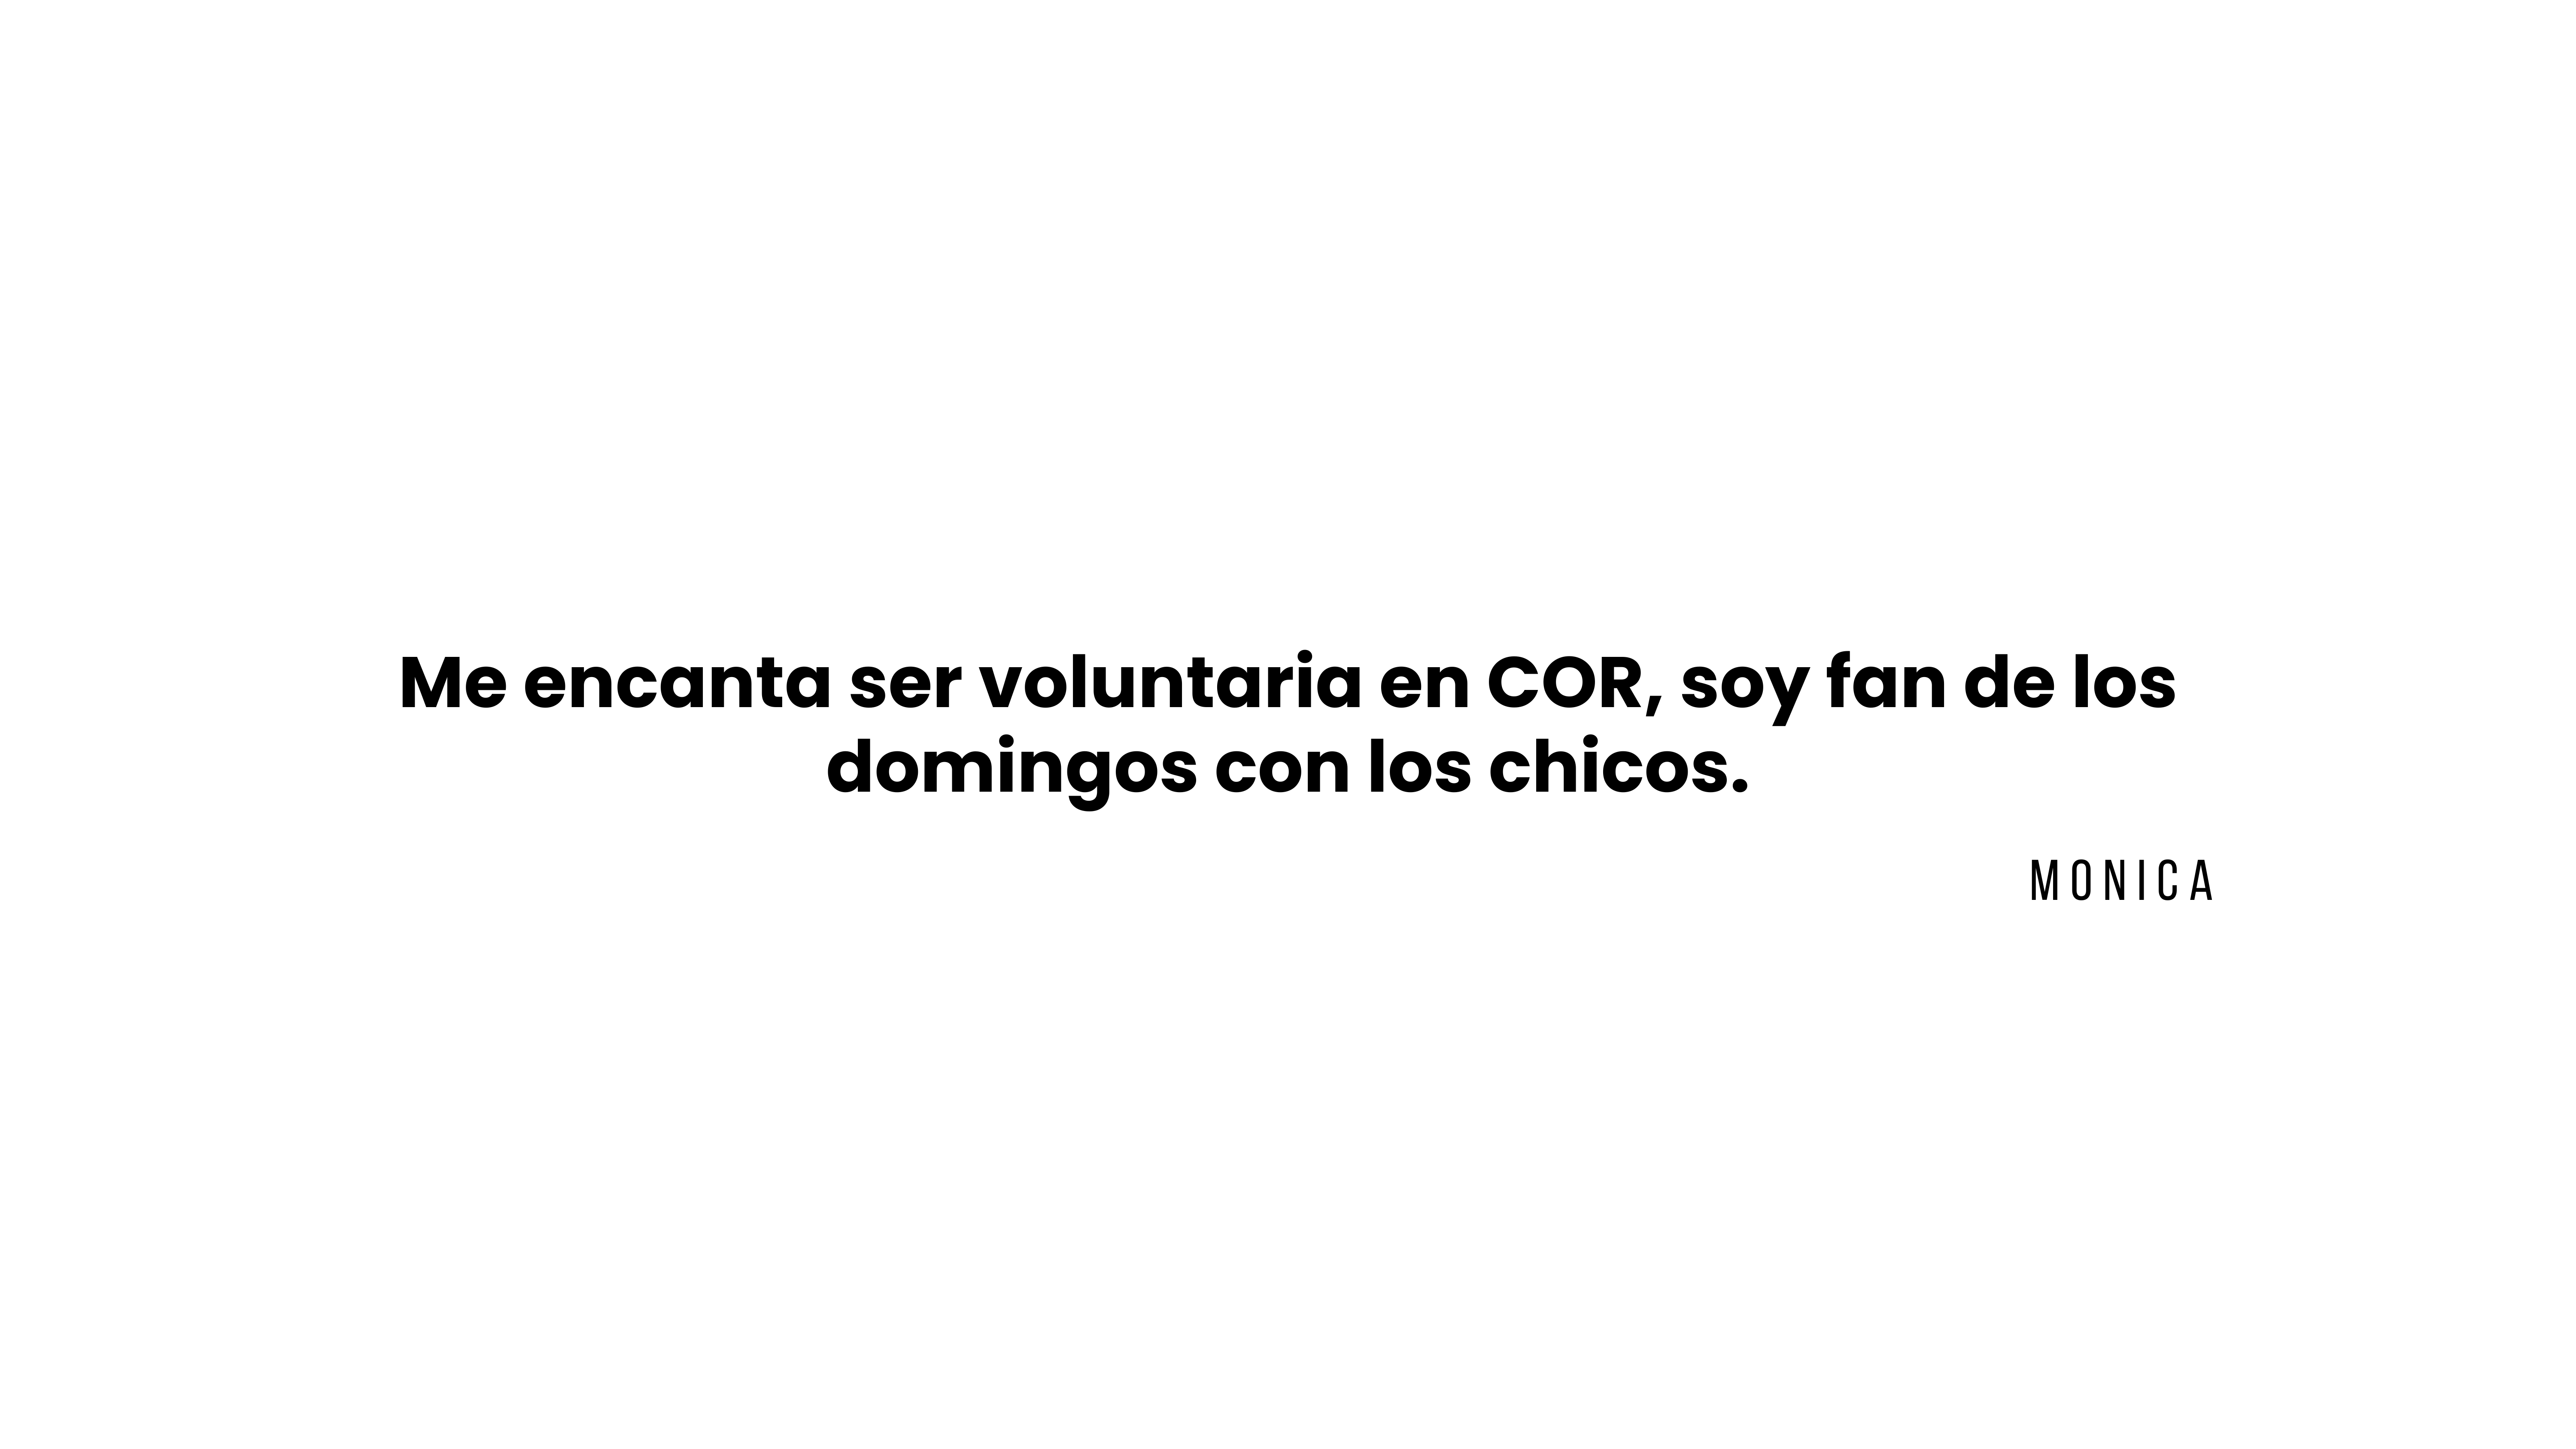 Me encanta ser voluntaria en COR, soy fan de los
domingos con los chicos.
MONICA